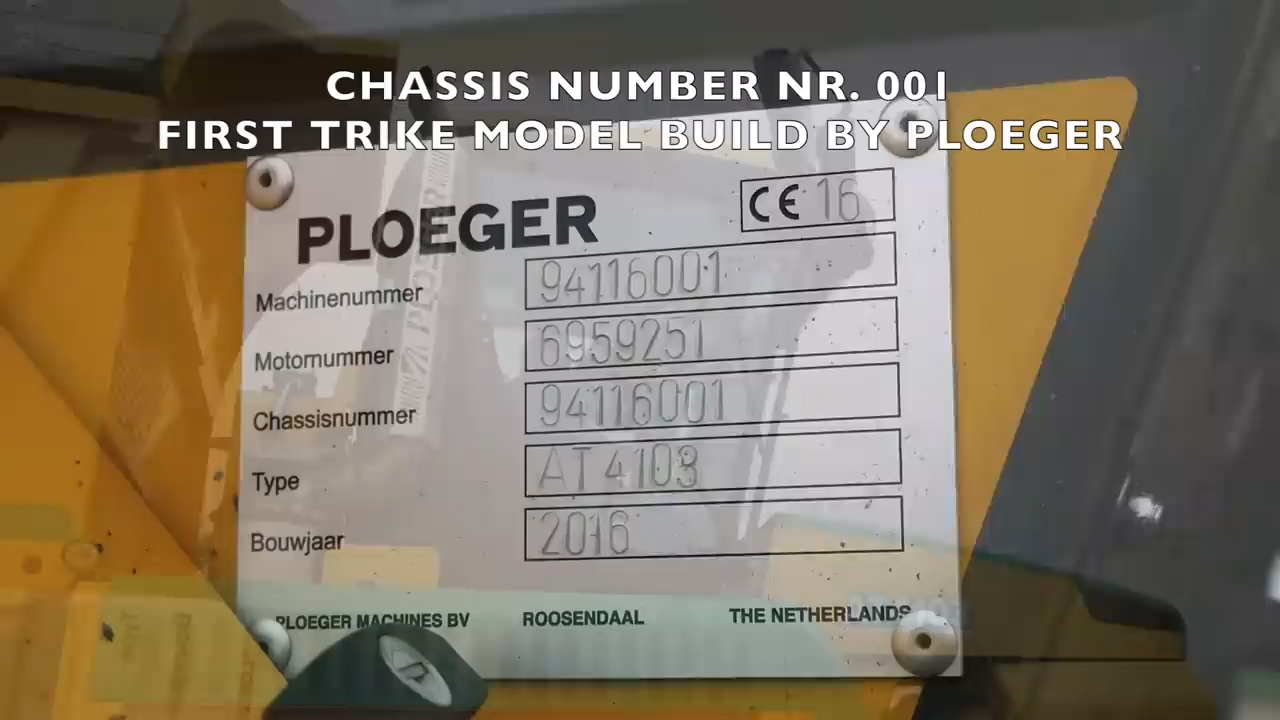 CHASSIS NUMBER NR. 001
FIRST TRIKE MODEL BUILD BY PLOEGER
PLOEGER
CE 16
Machinenummer 94116001
Motornummer 6959251
Chassisnummer 94116001
Type AT 4103
Bouwjaar 2016
PLOEGER MACHINES BV ROOSENDAAL THE NETHERLANDS